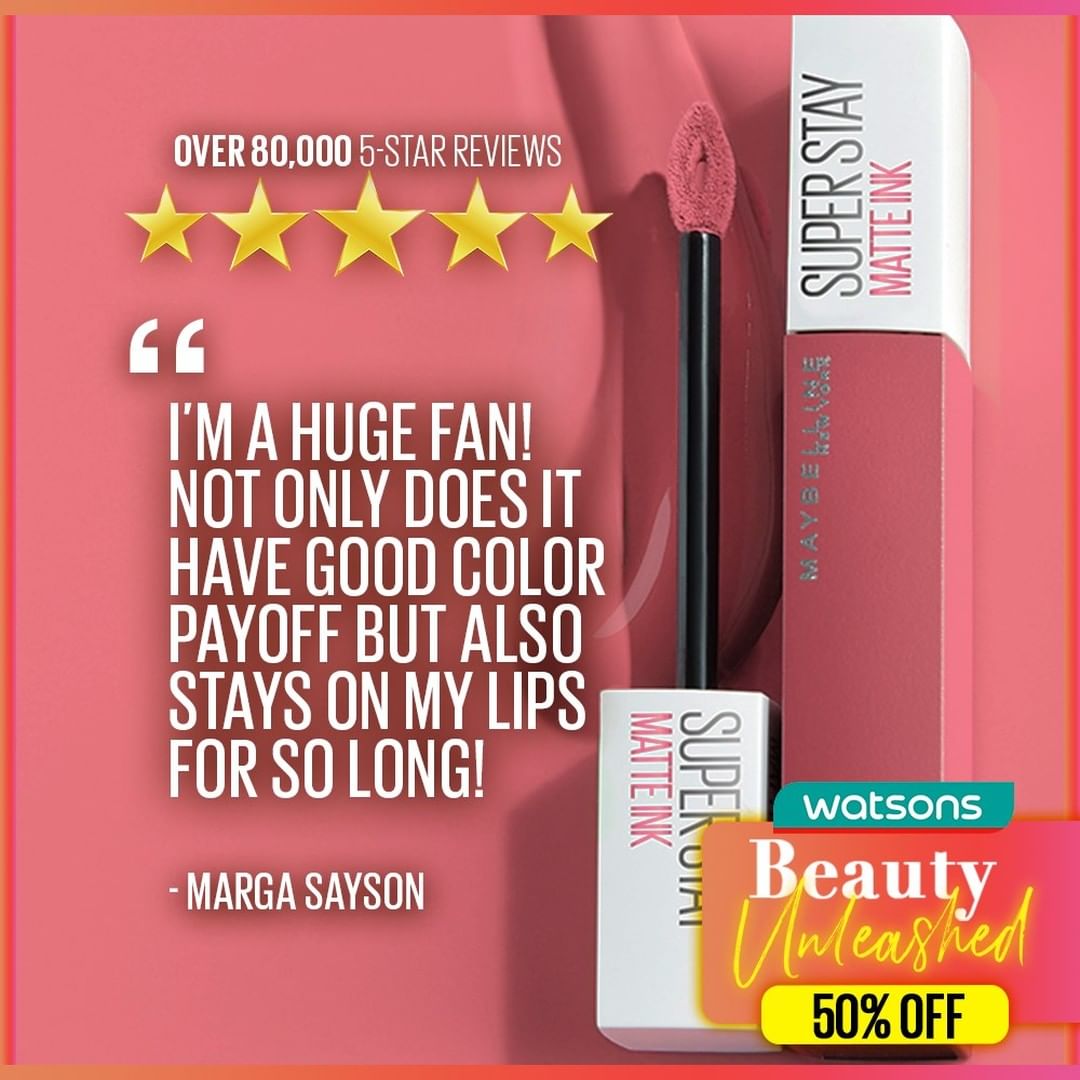 OVER 80,000 5-STAR REVIEWS
“
I'M A HUGE FAN!
NOT ONLY DOES IT
HAVE GOOD COLOR
PAYOFF BUT ALSO
STAYS ON MY LIPS
FOR SO LONG!
- MARGA SAYSON
SUPER STAY
MATTE INK
MAYBELLINE
NEW YORK
SUPER STAY
MATTE INK
watsons
Beauty
Unleashed
50% OFF